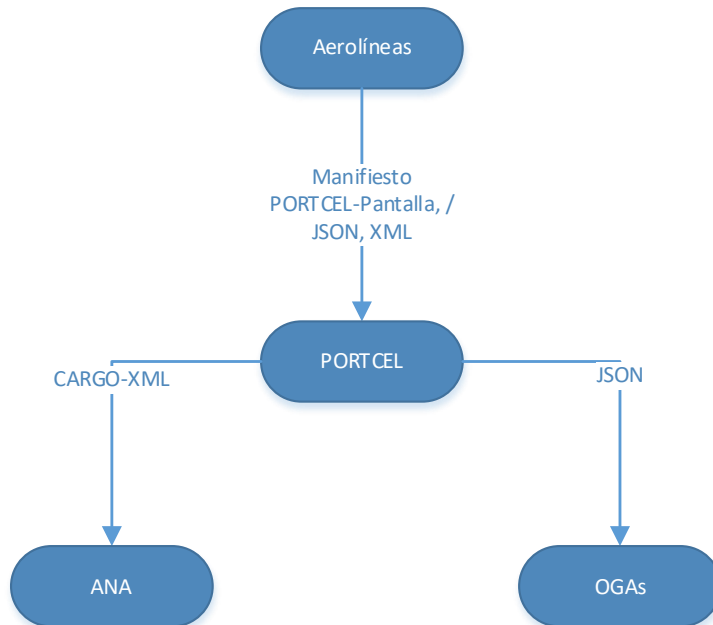 Aerolíneas
Manifiesto
PORTCEL-Pantalla, /
JSON, XML
PORTCEL
CARGO-XML
JSON
ANA
OGAs